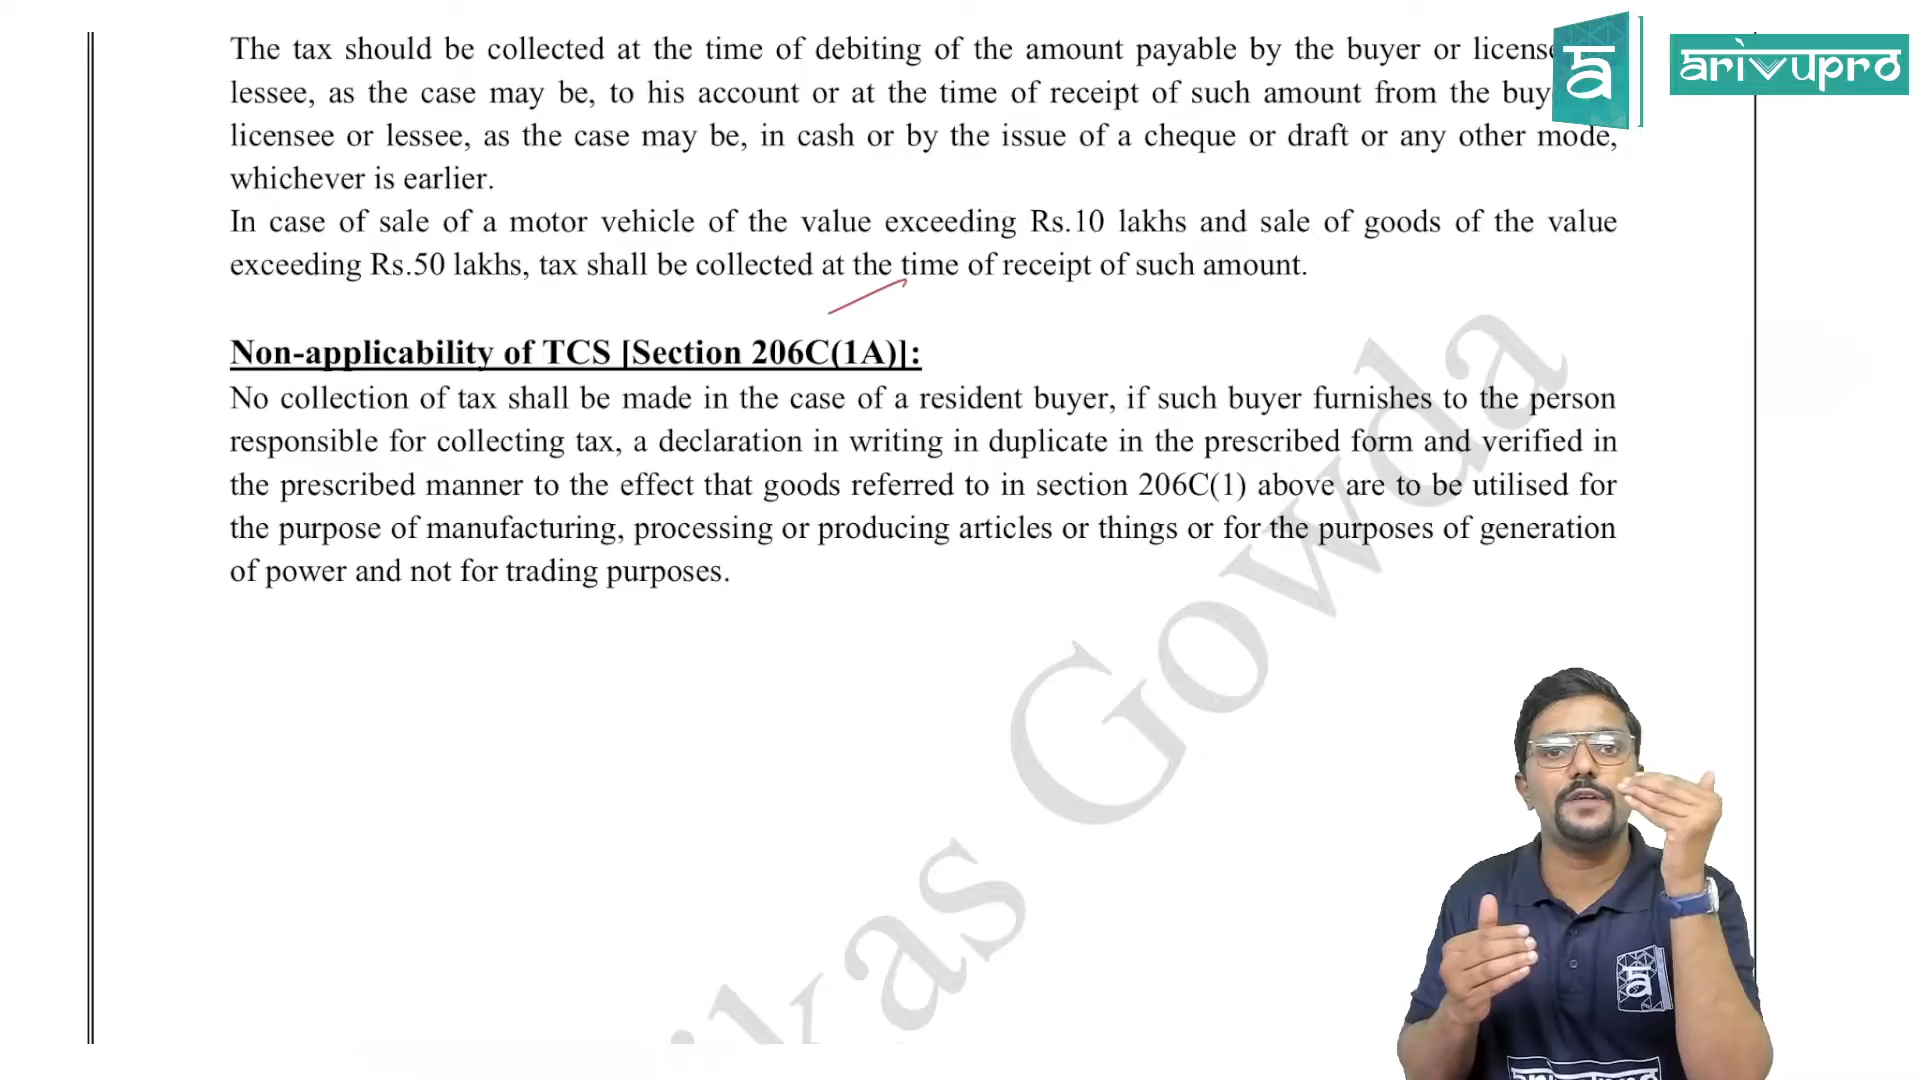 The tax should be collected at the time of debiting of the amount payable by the buyer or
lessee, as the case may be, to his account or at the time of receipt of such amount from the
licensee or lessee, as the case may be, in cash or by the issue of a cheque or draft or any other mode,
whichever is earlier.
In case of sale of a motor vehicle of the value exceeding Rs.10 lakhs and sale of goods of the value
exceeding Rs.50 lakhs, tax shall be collected at the time of receipt of such amount.
Non-applicability of TCS [Section 206C(1A)]:
No collection of tax shall be made in the case of a resident buyer, if such buyer furnishes to the person
responsible for collecting tax, a declaration in writing in duplicate in the prescribed form and verified in
the prescribed manner to the effect that goods referred to in section 206C(1) above are to be utilised for
the purpose of manufacturing, processing or producing articles or things or for the purposes of generation
of power and not for trading purposes.
arivupro
Gowda